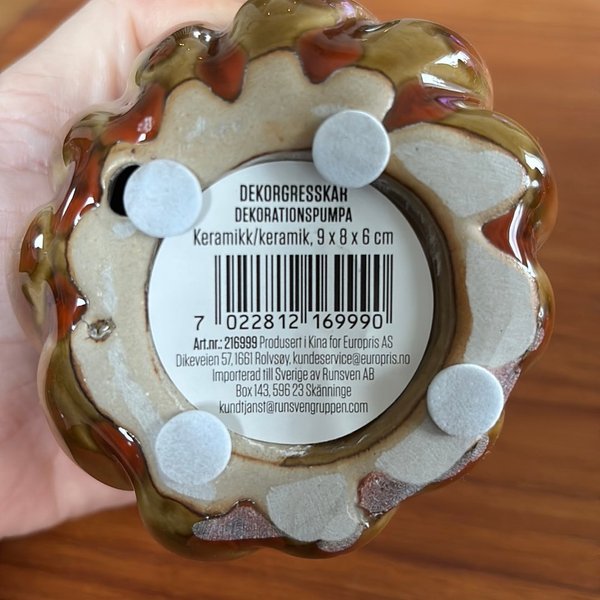 DEKORGRESSKAR
DEKORATIONSPUMPA
Keramikk/keramik, 9 x 8 x 6 cm
7 022812 169990
Art.nr.: 216999 Produsert i Kina for Europris AS
Dikeveien 57, 1661 Rolvsøy, kundeservice@europris.no
Importerad till Sverige av Runsven AB
Box 143, 596 23 Skänninge
kundtjanst@runsvengruppen.com